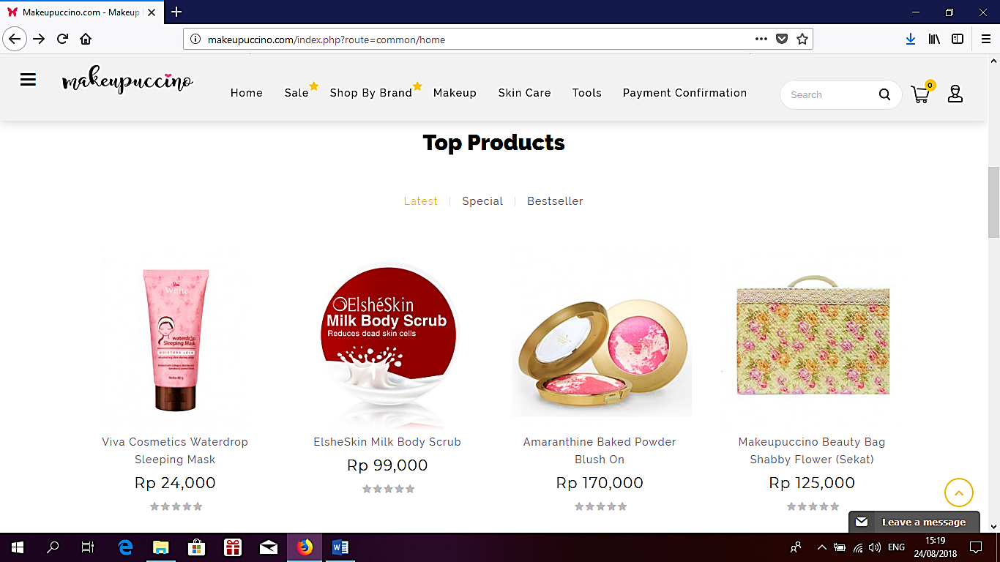 Makeupuccino.com - Makeup
makeupuccino.com/index.php?route=common/home
makeupuccino
Home
Sale
Shop By Brand
Makeup
Skin Care
Tools
Payment Confirmation
Search
0
Top Products
Latest
Special
Bestseller
Viva
White
waterdrop
Sleeping Mask
MOISTURE LOCK
Netto: 80 g
ElshéSkin
Milk Body Scrub
Reduces dead skin cells
Viva Cosmetics Waterdrop
Sleeping Mask
Rp 24,000
ElsheSkin Milk Body Scrub
Rp 99,000
Amaranthine Baked Powder
Blush On
Rp 170,000
Makeupuccino Beauty Bag
Shabby Flower (Sekat)
Rp 125,000
Leave a message
ENG
15:19
24/08/2018